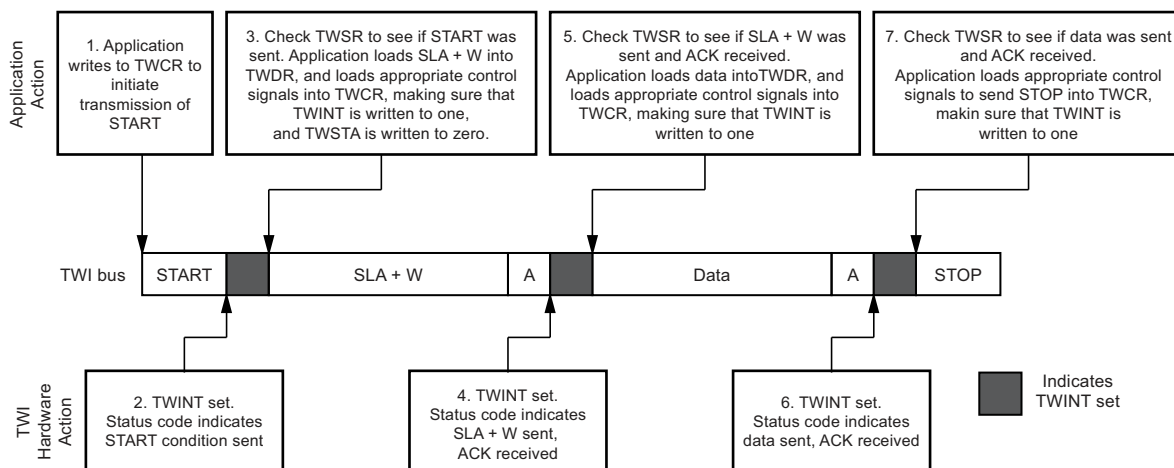 Application
Action
1. Application
writes to TWCR to
initiate
transmission of
START
3. Check TWSR to see if START was
sent. Application loads SLA + W into
TWDR, and loads appropriate control
signals into TWCR, making sure that
TWINT is written to one,
and TWSTA is written to zero.
5. Check TWSR to see if SLA + W was
sent and ACK received.
Application loads data intoTWDR, and
loads appropriate control signals into
TWCR, making sure that TWINT is
written to one
7. Check TWSR to see if data was sent
and ACK received.
Application loads appropriate control
signals to send STOP into TWCR,
makin sure that TWINT is
written to one
TWI bus
START
SLA + W
A
Data
A
STOP
TWI
Hardware
Action
2. TWINT set.
Status code indicates
START condition sent
4. TWINT set.
Status code indicates
SLA + W sent,
ACK received
6. TWINT set.
Status code indicates
data sent, ACK received
Indicates
TWINT set